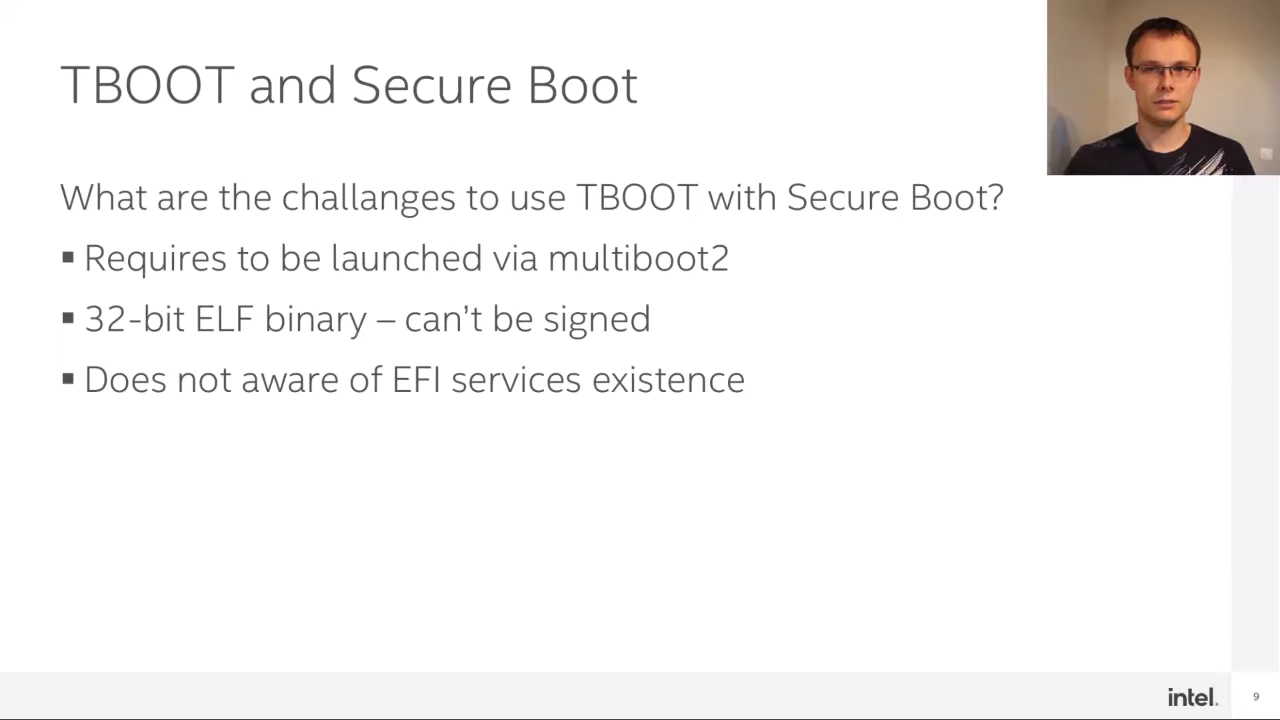 TBOOT and Secure Boot
What are the challanges to use TBOOT with Secure Boot?
▪ Requires to be launched via multiboot2
▪ 32-bit ELF binary – can’t be signed
▪ Does not aware of EFI services existence
intel.
9